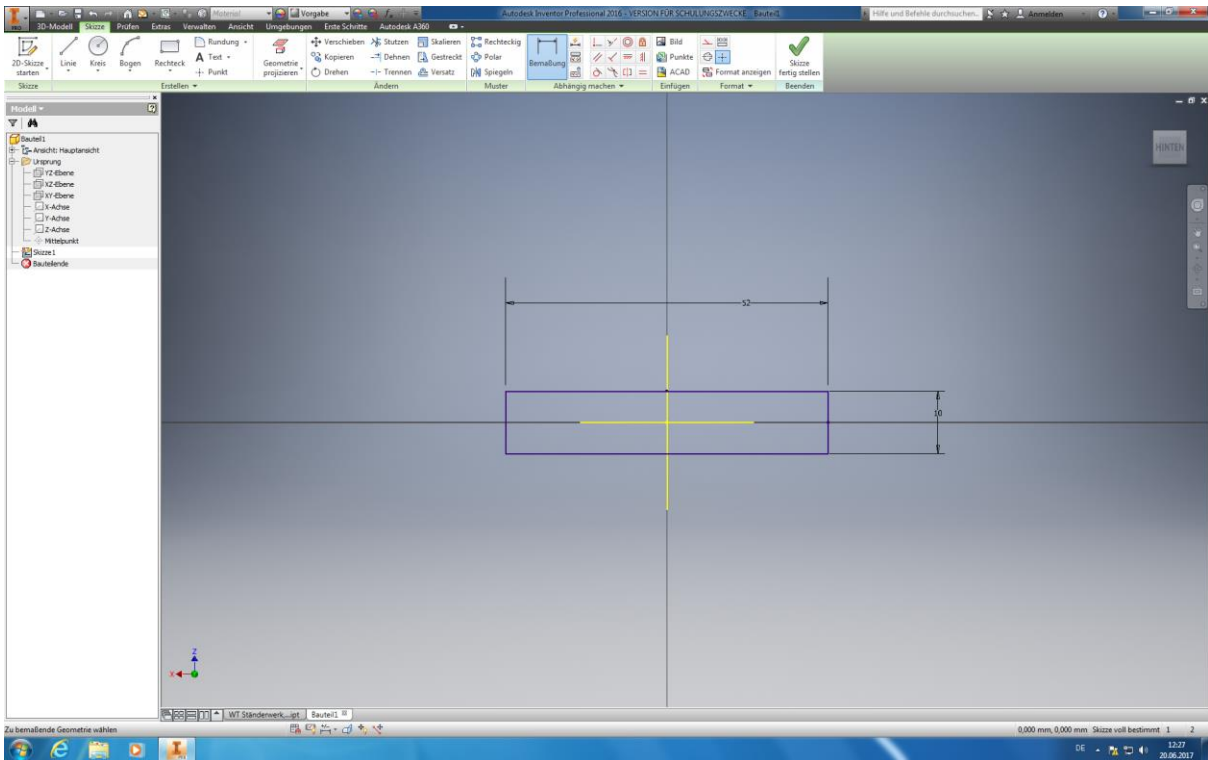 Material Vorgabe fx Autodesk Inventor Professional 2016 - VERSION FÜR SCHULUNGSZWECKE Bauteil1 Hilfe und Befehle durchsuchen... Anmelden
3D-Modell Skizze Prüfen Extras Verwalten Ansicht Umgebungen Erste Schritte Autodesk A360
2D-Skizze starten
Linie
Kreis
Bogen
Rechteck
Rundung
Text
Punkt
Geometrie projizieren
Verschieben Stutzen Skalieren
Kopieren Dehnen Gestreckt
Drehen Trennen Versatz
Rechteckig
Polar
Spiegeln
Bemaßung
Bild
Punkte
ACAD
Format anzeigen
Skizze fertig stellen
Skizze Erstellen Ändern Muster Abhängig machen Einfügen Format Beenden
Modell
Bauteil1
Ansicht: Hauptansicht
Ursprung
YZ-Ebene
XZ-Ebene
XY-Ebene
X-Achse
Y-Achse
Z-Achse
Mittelpunkt
Skizze1
Bauteilende
HINTEN
52
10
Z
X
WT Ständerwerk....ipt Bauteil1
Zu bemaßende Geometrie wählen 0,000 mm, 0,000 mm Skizze voll bestimmt 1 2
DE 12:27
20.06.2017